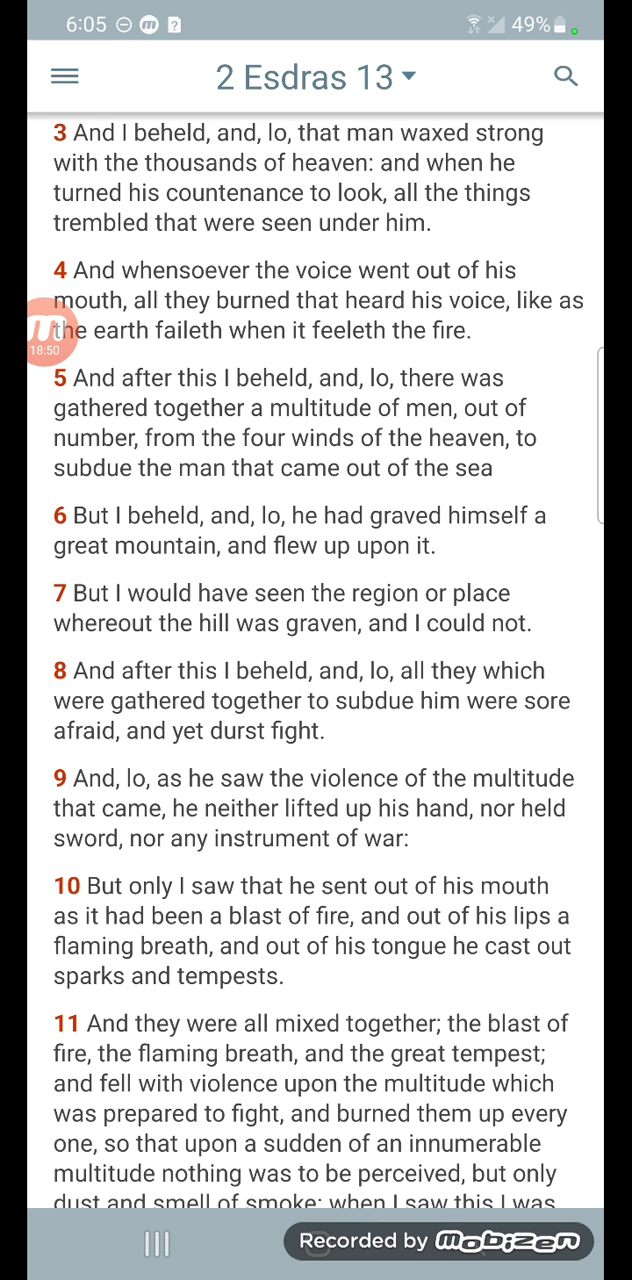 6:05 49%
2 Esdras 13
3 And I beheld, and, lo, that man waxed strong
with the thousands of heaven: and when he
turned his countenance to look, all the things
trembled that were seen under him.
4 And whensoever the voice went out of his
mouth, all they burned that heard his voice, like as
the earth faileth when it feeleth the fire.
18:50
5 And after this I beheld, and, lo, there was
gathered together a multitude of men, out of
number, from the four winds of the heaven, to
subdue the man that came out of the sea
6 But I beheld, and, lo, he had graved himself a
great mountain, and flew up upon it.
7 But I would have seen the region or place
whereout the hill was graven, and I could not.
8 And after this I beheld, and, lo, all they which
were gathered together to subdue him were sore
afraid, and yet durst fight.
9 And, lo, as he saw the violence of the multitude
that came, he neither lifted up his hand, nor held
sword, nor any instrument of war:
10 But only I saw that he sent out of his mouth
as it had been a blast of fire, and out of his lips a
flaming breath, and out of his tongue he cast out
sparks and tempests.
11 And they were all mixed together; the blast of
fire, the flaming breath, and the great tempest;
and fell with violence upon the multitude which
was prepared to fight, and burned them up every
one, so that upon a sudden of an innumerable
multitude nothing was to be perceived, but only
dust and smell of smoke: when I saw this I was
Recorded by mobizen